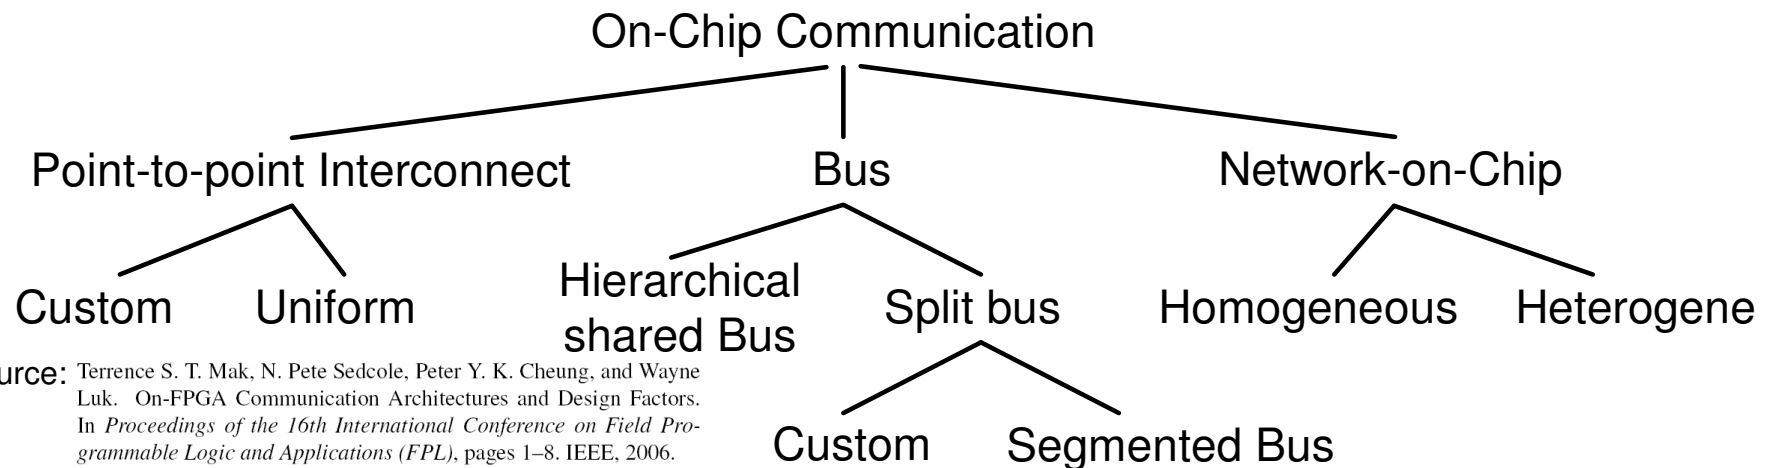 On-Chip Communication
Point-to-point Interconnect Bus Network-on-Chip
Custom Uniform Hierarchical shared Bus Split bus Homogeneous Heterogene
urce: Terrence S. T. Mak, N. Pete Sedcole, Peter Y. K. Cheung, and Wayne
Luk. On-FPGA Communication Architectures and Design Factors.
In Proceedings of the 16th International Conference on Field Pro-
grammable Logic and Applications (FPL), pages 1–8. IEEE, 2006.
Custom Segmented Bus